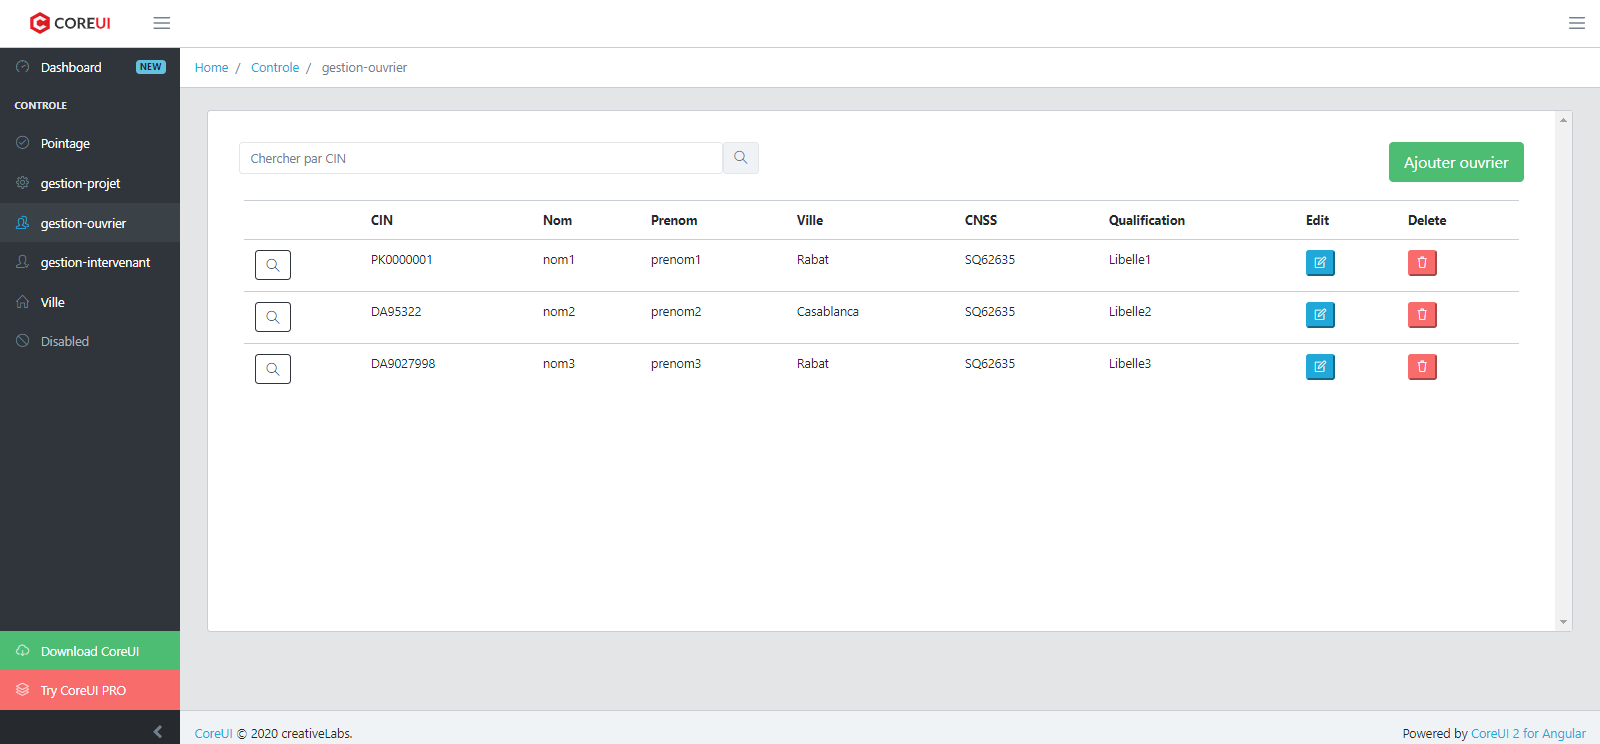 COREUI
Dashboard NEW
CONTROLE
Pointage
gestion-projet
gestion-ouvrier
gestion-intervenant
Ville
Disabled
Download CoreUI
Try CoreUI PRO
Home / Controle / gestion-ouvrier
Chercher par CIN
Ajouter ouvrier
CIN Nom Prenom Ville CNSS Qualification Edit Delete
PK0000001 nom1 prenom1 Rabat SQ62635 Libelle1
DA95322 nom2 prenom2 Casablanca SQ62635 Libelle2
DA9027998 nom3 prenom3 Rabat SQ62635 Libelle3
CoreUI © 2020 creativeLabs.
Powered by CoreUI 2 for Angular